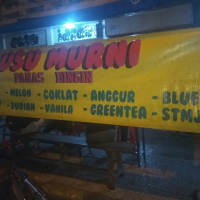 SUSU MURNI
PANAS DINGIN
- MELON - COKLAT - ANGGUR - BLUE
- DURIAN - VANILA - GREENTEA - STMJ